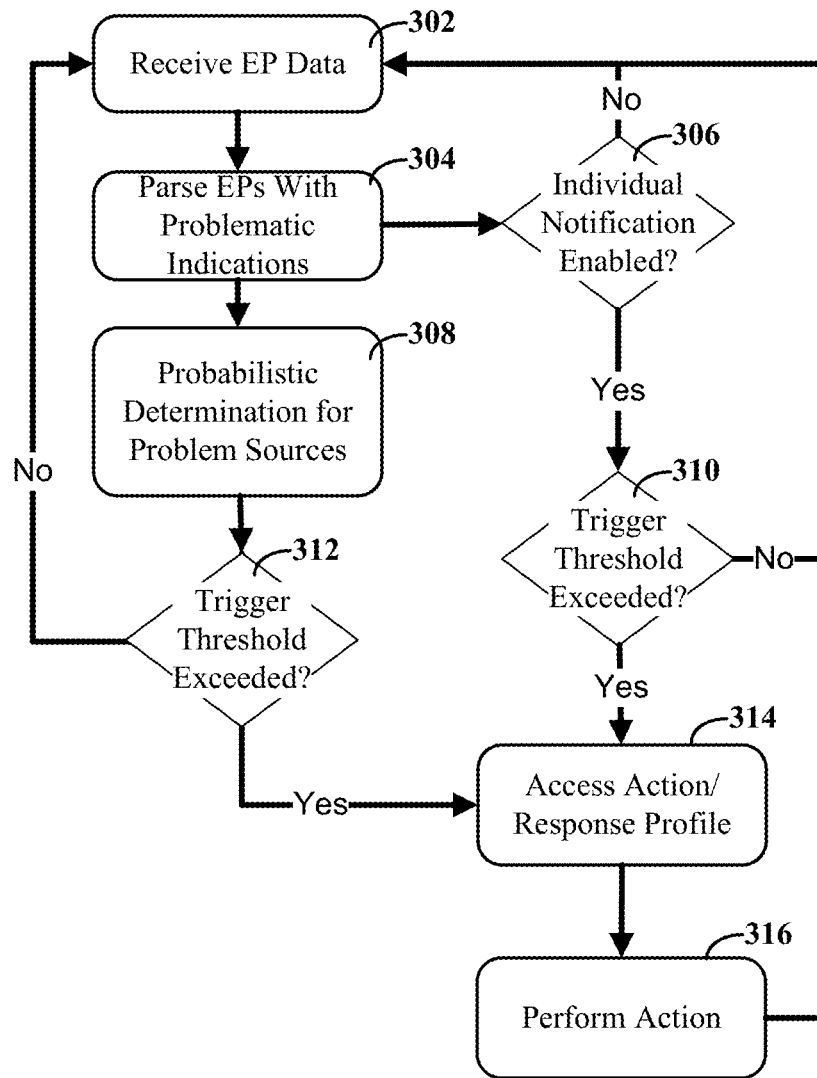 302
Receive EP Data
No
304
306
Parse EPs With
Problematic
Indications
Individual
Notification
Enabled?
308
Probabilistic
Determination for
Problem Sources
Yes
No
310
312
Trigger
Threshold
Exceeded?
No
Trigger
Threshold
Exceeded?
Yes
314
Yes
Access Action/
Response Profile
316
Perform Action